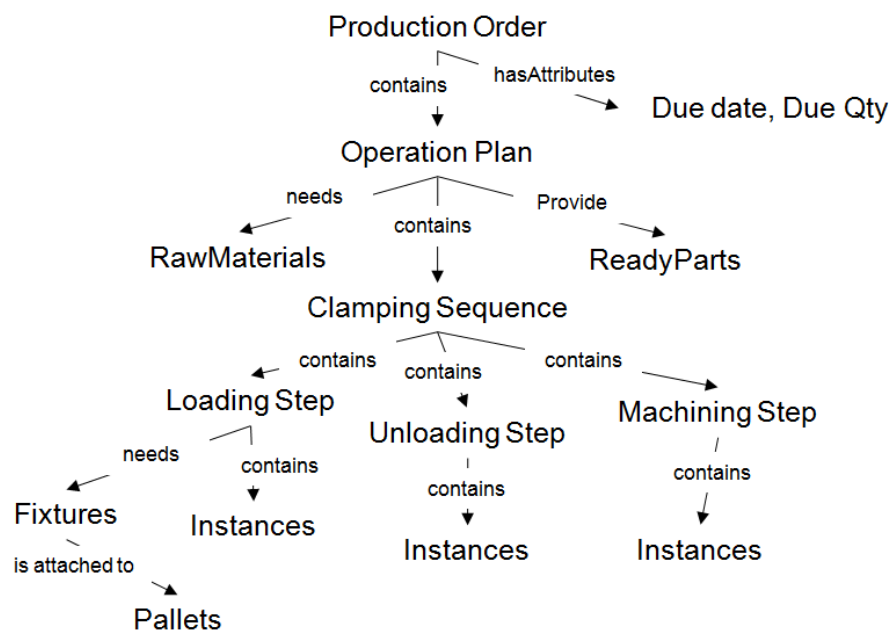 Production Order
contains
hasAttributes
Due date, Due Qty
Operation Plan
needs
contains
Provide
RawMaterials
ReadyParts
Clamping Sequence
contains
contains
contains
Loading Step
Unloading Step
Machining Step
needs
contains
contains
contains
Fixtures
Instances
Instances
Instances
is attached to
Pallets